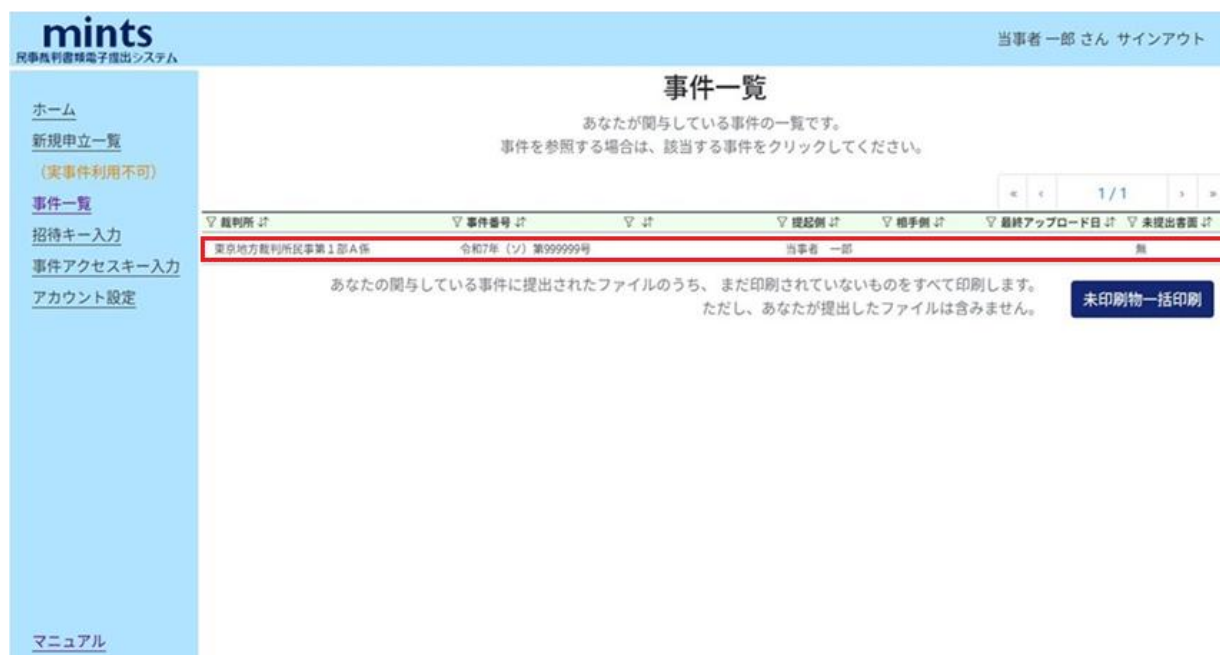 mints
民事裁判書類電子提出システム
当事者 一郎 さん サインアウト
ホーム
新規申立一覧
(実事件利用不可)
事件一覧
招待キー入力
事件アクセスキー入力
アカウント設定
マニュアル
事件一覧
あなたが関与している事件の一覧です。
事件を参照する場合は、該当する事件をクリックしてください。
« ‹ 1/1 › »
裁判所 事件番号 提起側 相手側 最終アップロード日 未提出書面
東京地方裁判所民事第1部A係 令和7年(ソ)第999999号 当事者 一郎 無
あなたの関与している事件に提出されたファイルのうち、まだ印刷されていないものをすべて印刷します。
ただし、あなたが提出したファイルは含みません。
未印刷物一括印刷